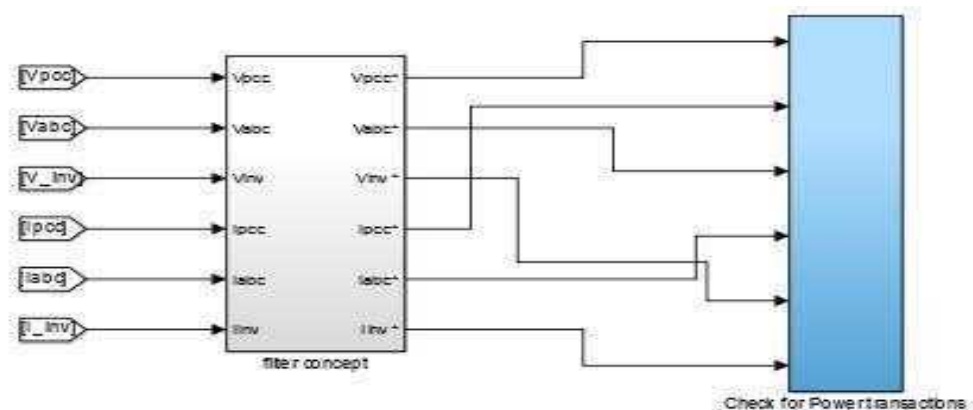 [Vpcc]
[Vabc]
[V_Inv]
[Ipcc]
[Iabc]
[I_Inv]
Vpcc
Vabc
VInv
Ipcc
Iabc
IInv
Vpcc*
Vabc*
VInv*
Ipcc*
Iabc*
IInv*
filter concept
Check for Power transactions